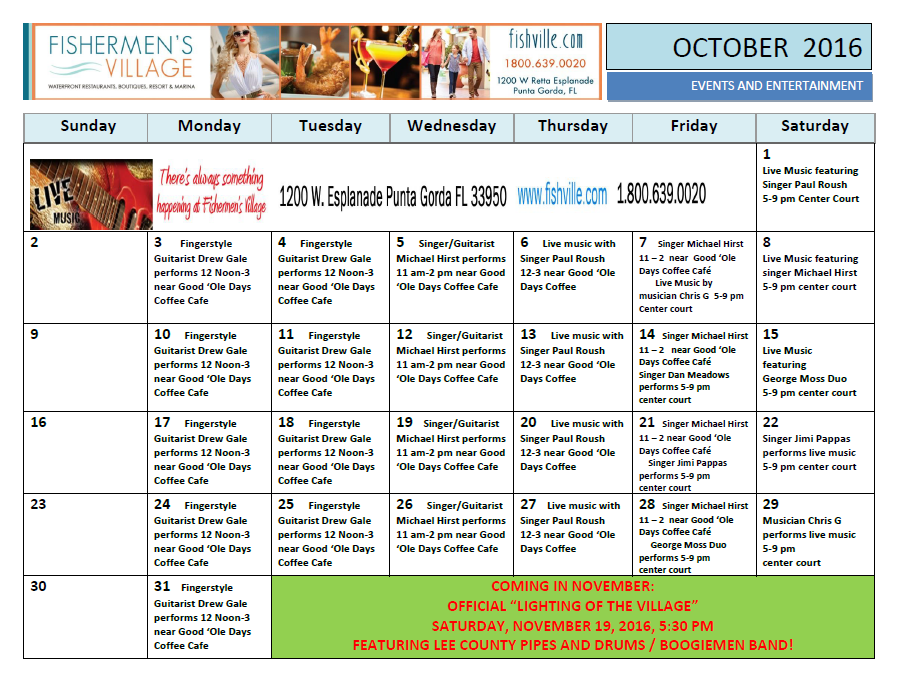 FISHERMEN'S
VILLAGE
WATERFRONT RESTAURANTS, BOUTIQUES, RESORT & MARINA
fishville.com
1800.639.0020
1200 W Retta Esplanade
Punta Gorda, FL
OCTOBER 2016
EVENTS AND ENTERTAINMENT
Sunday Monday Tuesday Wednesday Thursday Friday Saturday
LIVE
MUSIC
There's always something
happening at Fishermen's Village
1200 W. Esplanade Punta Gorda FL 33950 www.fishville.com 1.800.639.0020
1
Live Music featuring
Singer Paul Roush
5-9 pm Center Court
2
3 Fingerstyle
Guitarist Drew Gale
performs 12 Noon-3
near Good ‘Ole Days
Coffee Cafe
4 Fingerstyle
Guitarist Drew Gale
performs 12 Noon-3
near Good ‘Ole Days
Coffee Cafe
5 Singer/Guitarist
Michael Hirst performs
11 am-2 pm near Good
‘Ole Days Coffee Cafe
6 Live music with
Singer Paul Roush
12-3 near Good ‘Ole
Days Coffee
7 Singer Michael Hirst
11 – 2 near Good ‘Ole
Days Coffee Café
Live Music by
musician Chris G 5-9 pm
Center court
8
Live Music featuring
singer Michael Hirst
5-9 pm center court
9
10 Fingerstyle
Guitarist Drew Gale
performs 12 Noon-3
near Good ‘Ole Days
Coffee Cafe
11 Fingerstyle
Guitarist Drew Gale
performs 12 Noon-3
near Good ‘Ole Days
Coffee Cafe
12 Singer/Guitarist
Michael Hirst performs
11 am-2 pm near Good
‘Ole Days Coffee Cafe
13 Live music with
Singer Paul Roush
12-3 near Good ‘Ole
Days Coffee
14 Singer Michael Hirst
11 – 2 near Good ‘Ole
Days Coffee Café
Singer Dan Meadows
performs 5-9 pm
center court
15
Live Music
featuring
George Moss Duo
5-9 pm center court
16
17 Fingerstyle
Guitarist Drew Gale
performs 12 Noon-3
near Good ‘Ole Days
Coffee Cafe
18 Fingerstyle
Guitarist Drew Gale
performs 12 Noon-3
near Good ‘Ole Days
Coffee Cafe
19 Singer/Guitarist
Michael Hirst performs
11 am-2 pm near Good
‘Ole Days Coffee Cafe
20 Live music with
Singer Paul Roush
12-3 near Good ‘Ole
Days Coffee
21 Singer Michael Hirst
11 – 2 near Good ‘Ole
Days Coffee Café
Singer Jimi Pappas
performs 5-9 pm
center court
22
Singer Jimi Pappas
performs live music
5-9 pm center court
23
24 Fingerstyle
Guitarist Drew Gale
performs 12 Noon-3
near Good ‘Ole Days
Coffee Cafe
25 Fingerstyle
Guitarist Drew Gale
performs 12 Noon-3
near Good ‘Ole Days
Coffee Cafe
26 Singer/Guitarist
Michael Hirst performs
11 am-2 pm near Good
‘Ole Days Coffee Cafe
27 Live music with
Singer Paul Roush
12-3 near Good ‘Ole
Days Coffee
28 Singer Michael Hirst
11 – 2 near Good ‘Ole
Days Coffee Café
George Moss Duo
performs 5-9 pm
center court
29
Musician Chris G
performs live music
5-9 pm
center court
30
31 Fingerstyle
Guitarist Drew Gale
performs 12 Noon-3
near Good ‘Ole Days
Coffee Cafe
COMING IN NOVEMBER:
OFFICIAL “LIGHTING OF THE VILLAGE”
SATURDAY, NOVEMBER 19, 2016, 5:30 PM
FEATURING LEE COUNTY PIPES AND DRUMS / BOOGIEMEN BAND!